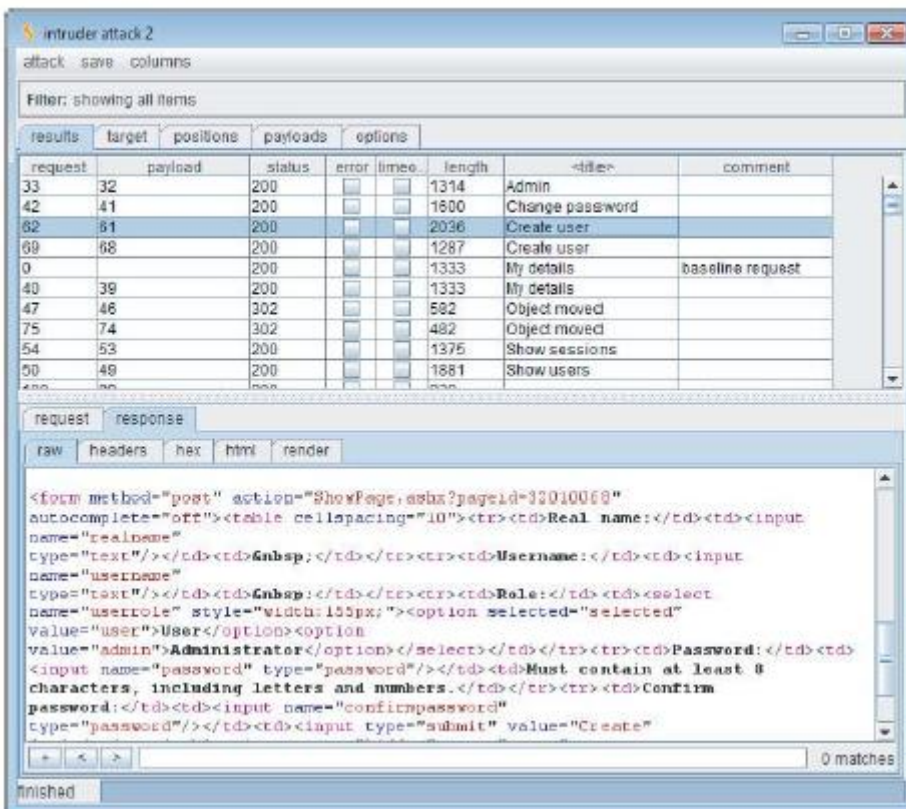 intruder attack 2
attack save columns
Filter: showing all items
results target positions payloads options
request payload status error timeo.. length <title> comment
33 32 200 1314 Admin
42 41 200 1600 Change password
62 61 200 2036 Create user
69 68 200 1287 Create user
0 200 1333 My details baseline request
40 39 200 1333 My details
47 46 302 582 Object moved
75 74 302 482 Object moved
54 53 200 1375 Show sessions
50 49 200 1881 Show users
request response
raw headers hex html render
<form method="post" action="ShowPage.ashx?pageid=32010068"
autocomplete="off"><table cellspacing="10"><tr><td>Real name:</td><td><input
name="realname"
type="text"/></td><td>&nbsp;</td></tr><tr><td>Username:</td><td><input
name="username"
type="text"/></td><td>&nbsp;</td><td>Role:</td><td><select
name="userrole" style="width:155px;"><option selected="selected"
value="user">User</option><option
value="admin">Administrator</option></select></td></tr><tr><td>Password:</td><td>
<input name="password" type="password"/></td><td>Must contain at least 8
characters, including letters and numbers.</td></tr><tr><td>Confirm
password:</td><td><input name="confirmpassword"
type="password"/></td><td><input type="submit" value="Create"
+ < > 0 matches
finished